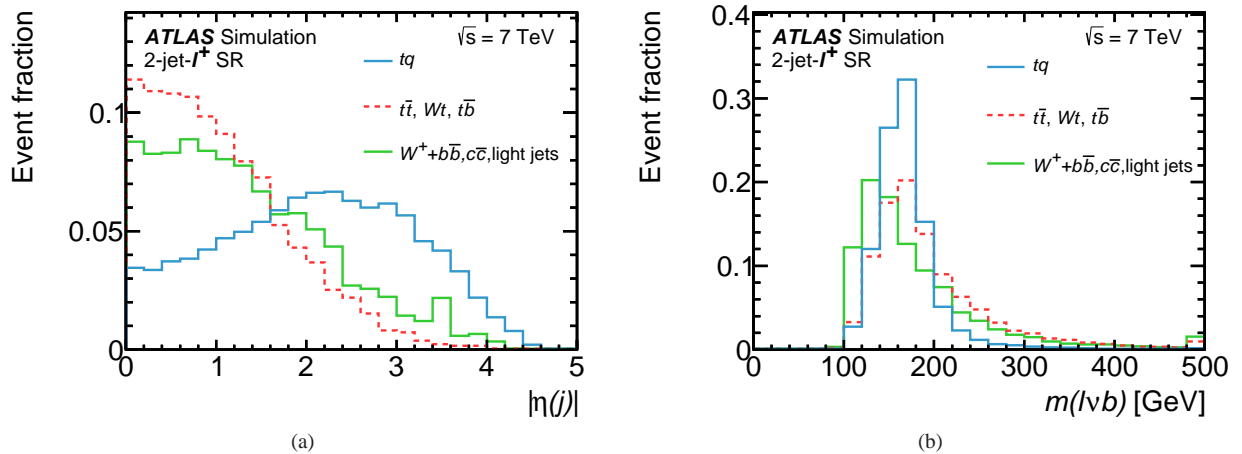 ATLAS Simulation
2-jet-l⁺ SR
√s = 7 TeV
tq
tt̅, Wt, tb̅
W⁺+bb̅,cc̅,light jets
Event fraction
0.1
0.05
0
0 1 2 3 4 5
|η(j)|
(a)
ATLAS Simulation
2-jet-l⁺ SR
√s = 7 TeV
tq
tt̅, Wt, tb̅
W⁺+bb̅,cc̅,light jets
Event fraction
0.4
0.3
0.2
0.1
0
0 100 200 300 400 500
m(lνb) [GeV]
(b)